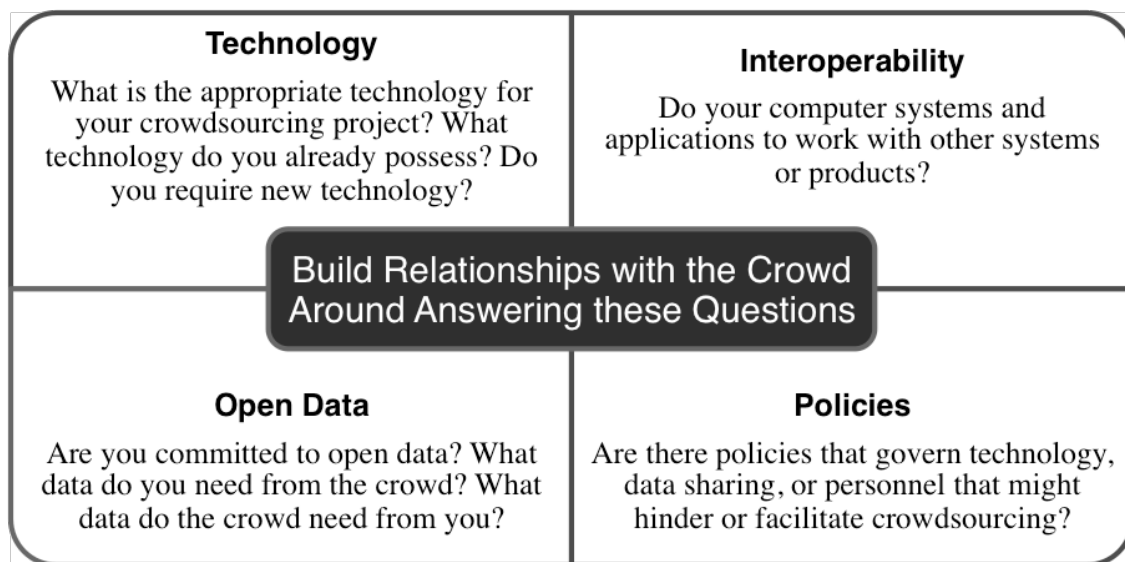 Technology
What is the appropriate technology for
your crowdsourcing project? What
technology do you already possess? Do
you require new technology?
Interoperability
Do your computer systems and
applications to work with other systems
or products?
Build Relationships with the Crowd
Around Answering these Questions
Open Data
Are you committed to open data? What
data do you need from the crowd? What
data do the crowd need from you?
Policies
Are there policies that govern technology,
data sharing, or personnel that might
hinder or facilitate crowdsourcing?